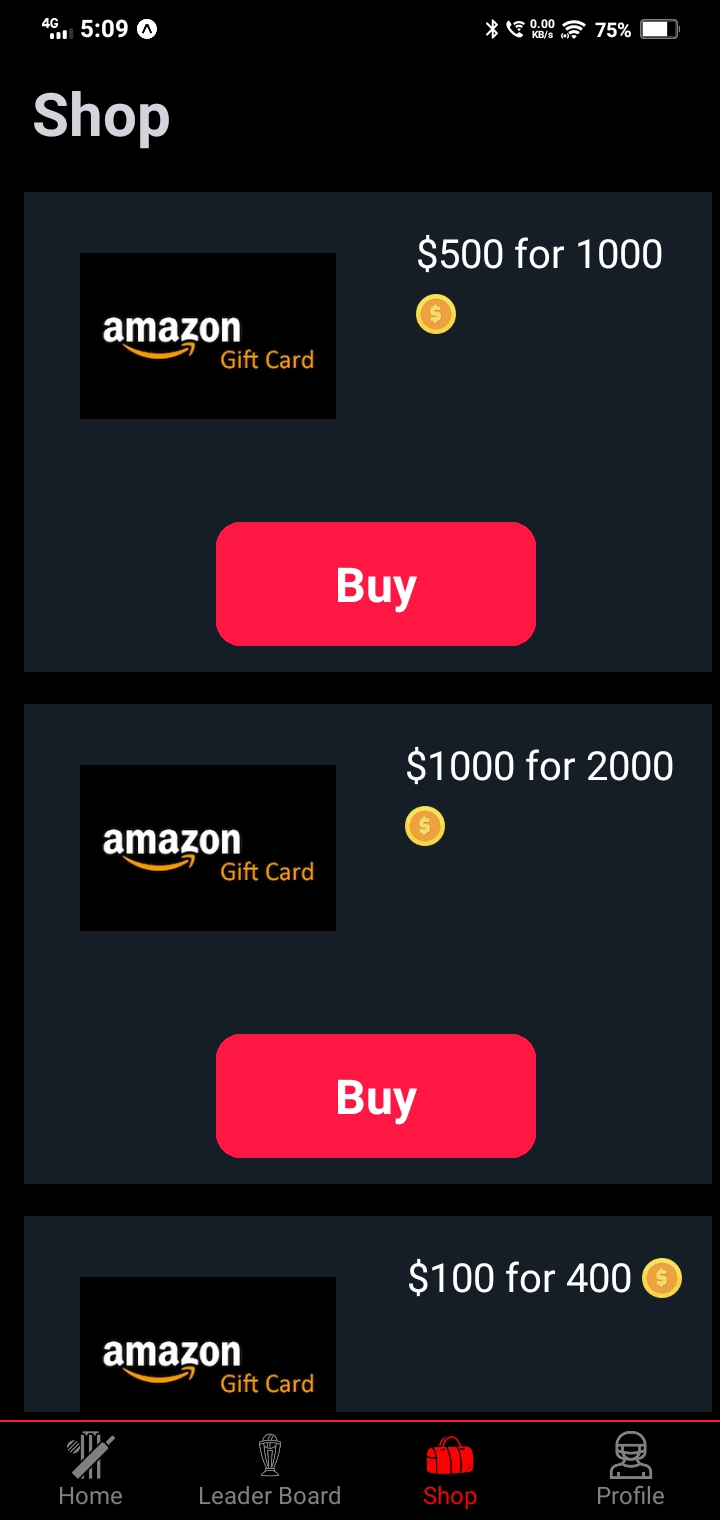 4G 5:09 0.00 KB/s 75%
Shop
$500 for 1000
amazon
Gift Card
Buy
$1000 for 2000
amazon
Gift Card
Buy
$100 for 400
amazon
Gift Card
Home Leader Board Shop Profile